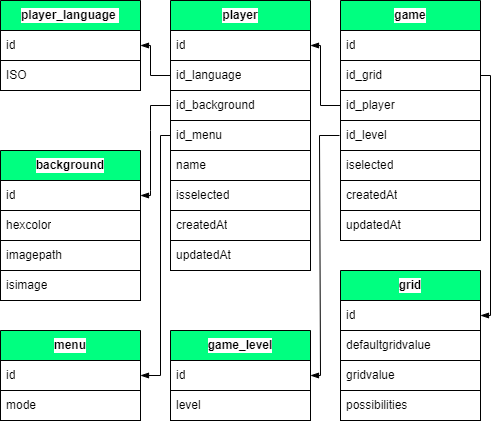 player_language
id
ISO
player
id
id_language
id_background
id_menu
name
isselected
createdAt
updatedAt
game
id
id_grid
id_player
id_level
iselected
createdAt
updatedAt
background
id
hexcolor
imagepath
isimage
grid
id
defaultgridvalue
gridvalue
possibilities
menu
id
mode
game_level
id
level